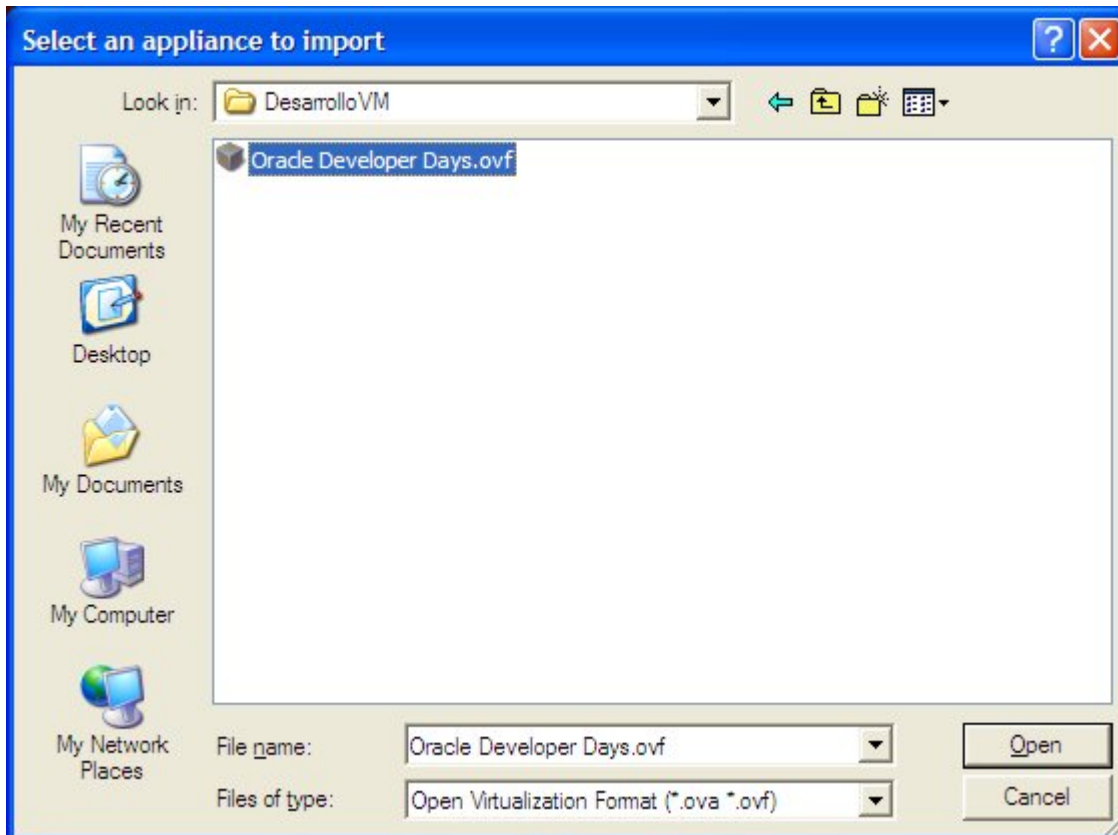 Select an appliance to import
Look in: DesarrolloVM
Oracle Developer Days.ovf
My Recent
Documents
Desktop
My Documents
My Computer
My Network
Places
File name: Oracle Developer Days.ovf Open
Files of type: Open Virtualization Format (*.ova *.ovf) Cancel